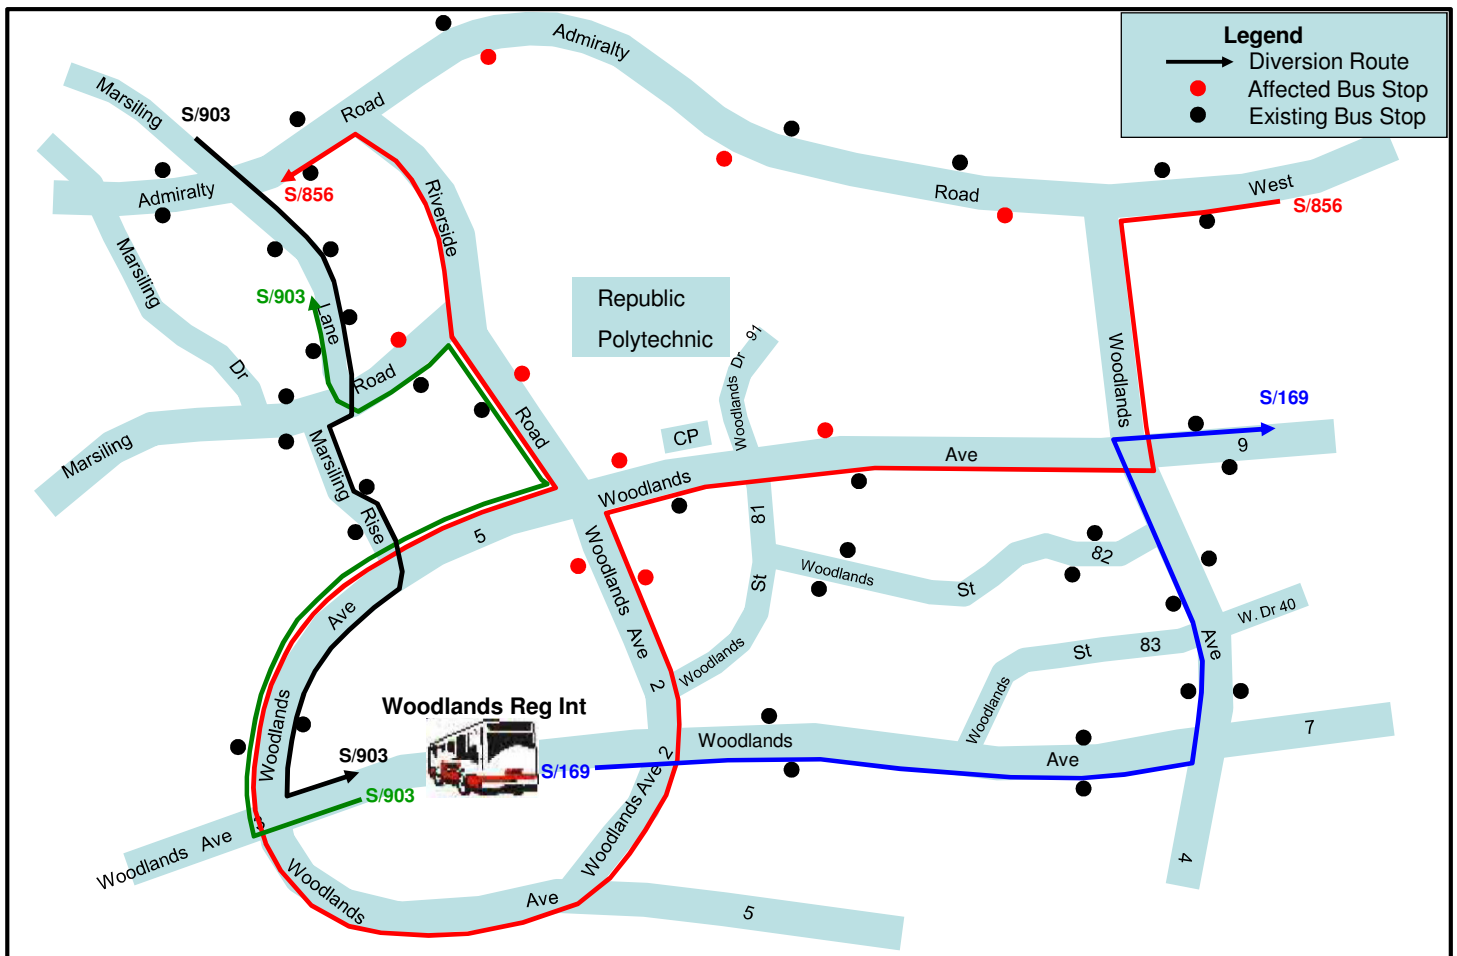 Legend
Diversion Route
Affected Bus Stop
Existing Bus Stop
Admiralty
Marsiling
S/903
Road
Admiralty
S/856
Riverside
Road
West
S/856
Marsiling
S/903
Lane
Republic
Polytechnic
Woodlands Dr 91
Woodlands
Dr
Road
Road
S/169
Marsiling
Marsiling
CP
Ave
9
Woodlands
Rise
5
81
Woodlands Ave 2
82
Woodlands
St
St
Ave
W. Dr 40
Ave
St 83
Woodlands
Woodlands
Woodlands
Woodlands Reg Int
S/903
S/169
S/903
Woodlands
Ave
7
Woodlands Ave 2
3
Woodlands Ave
Woodlands
Ave
5
4